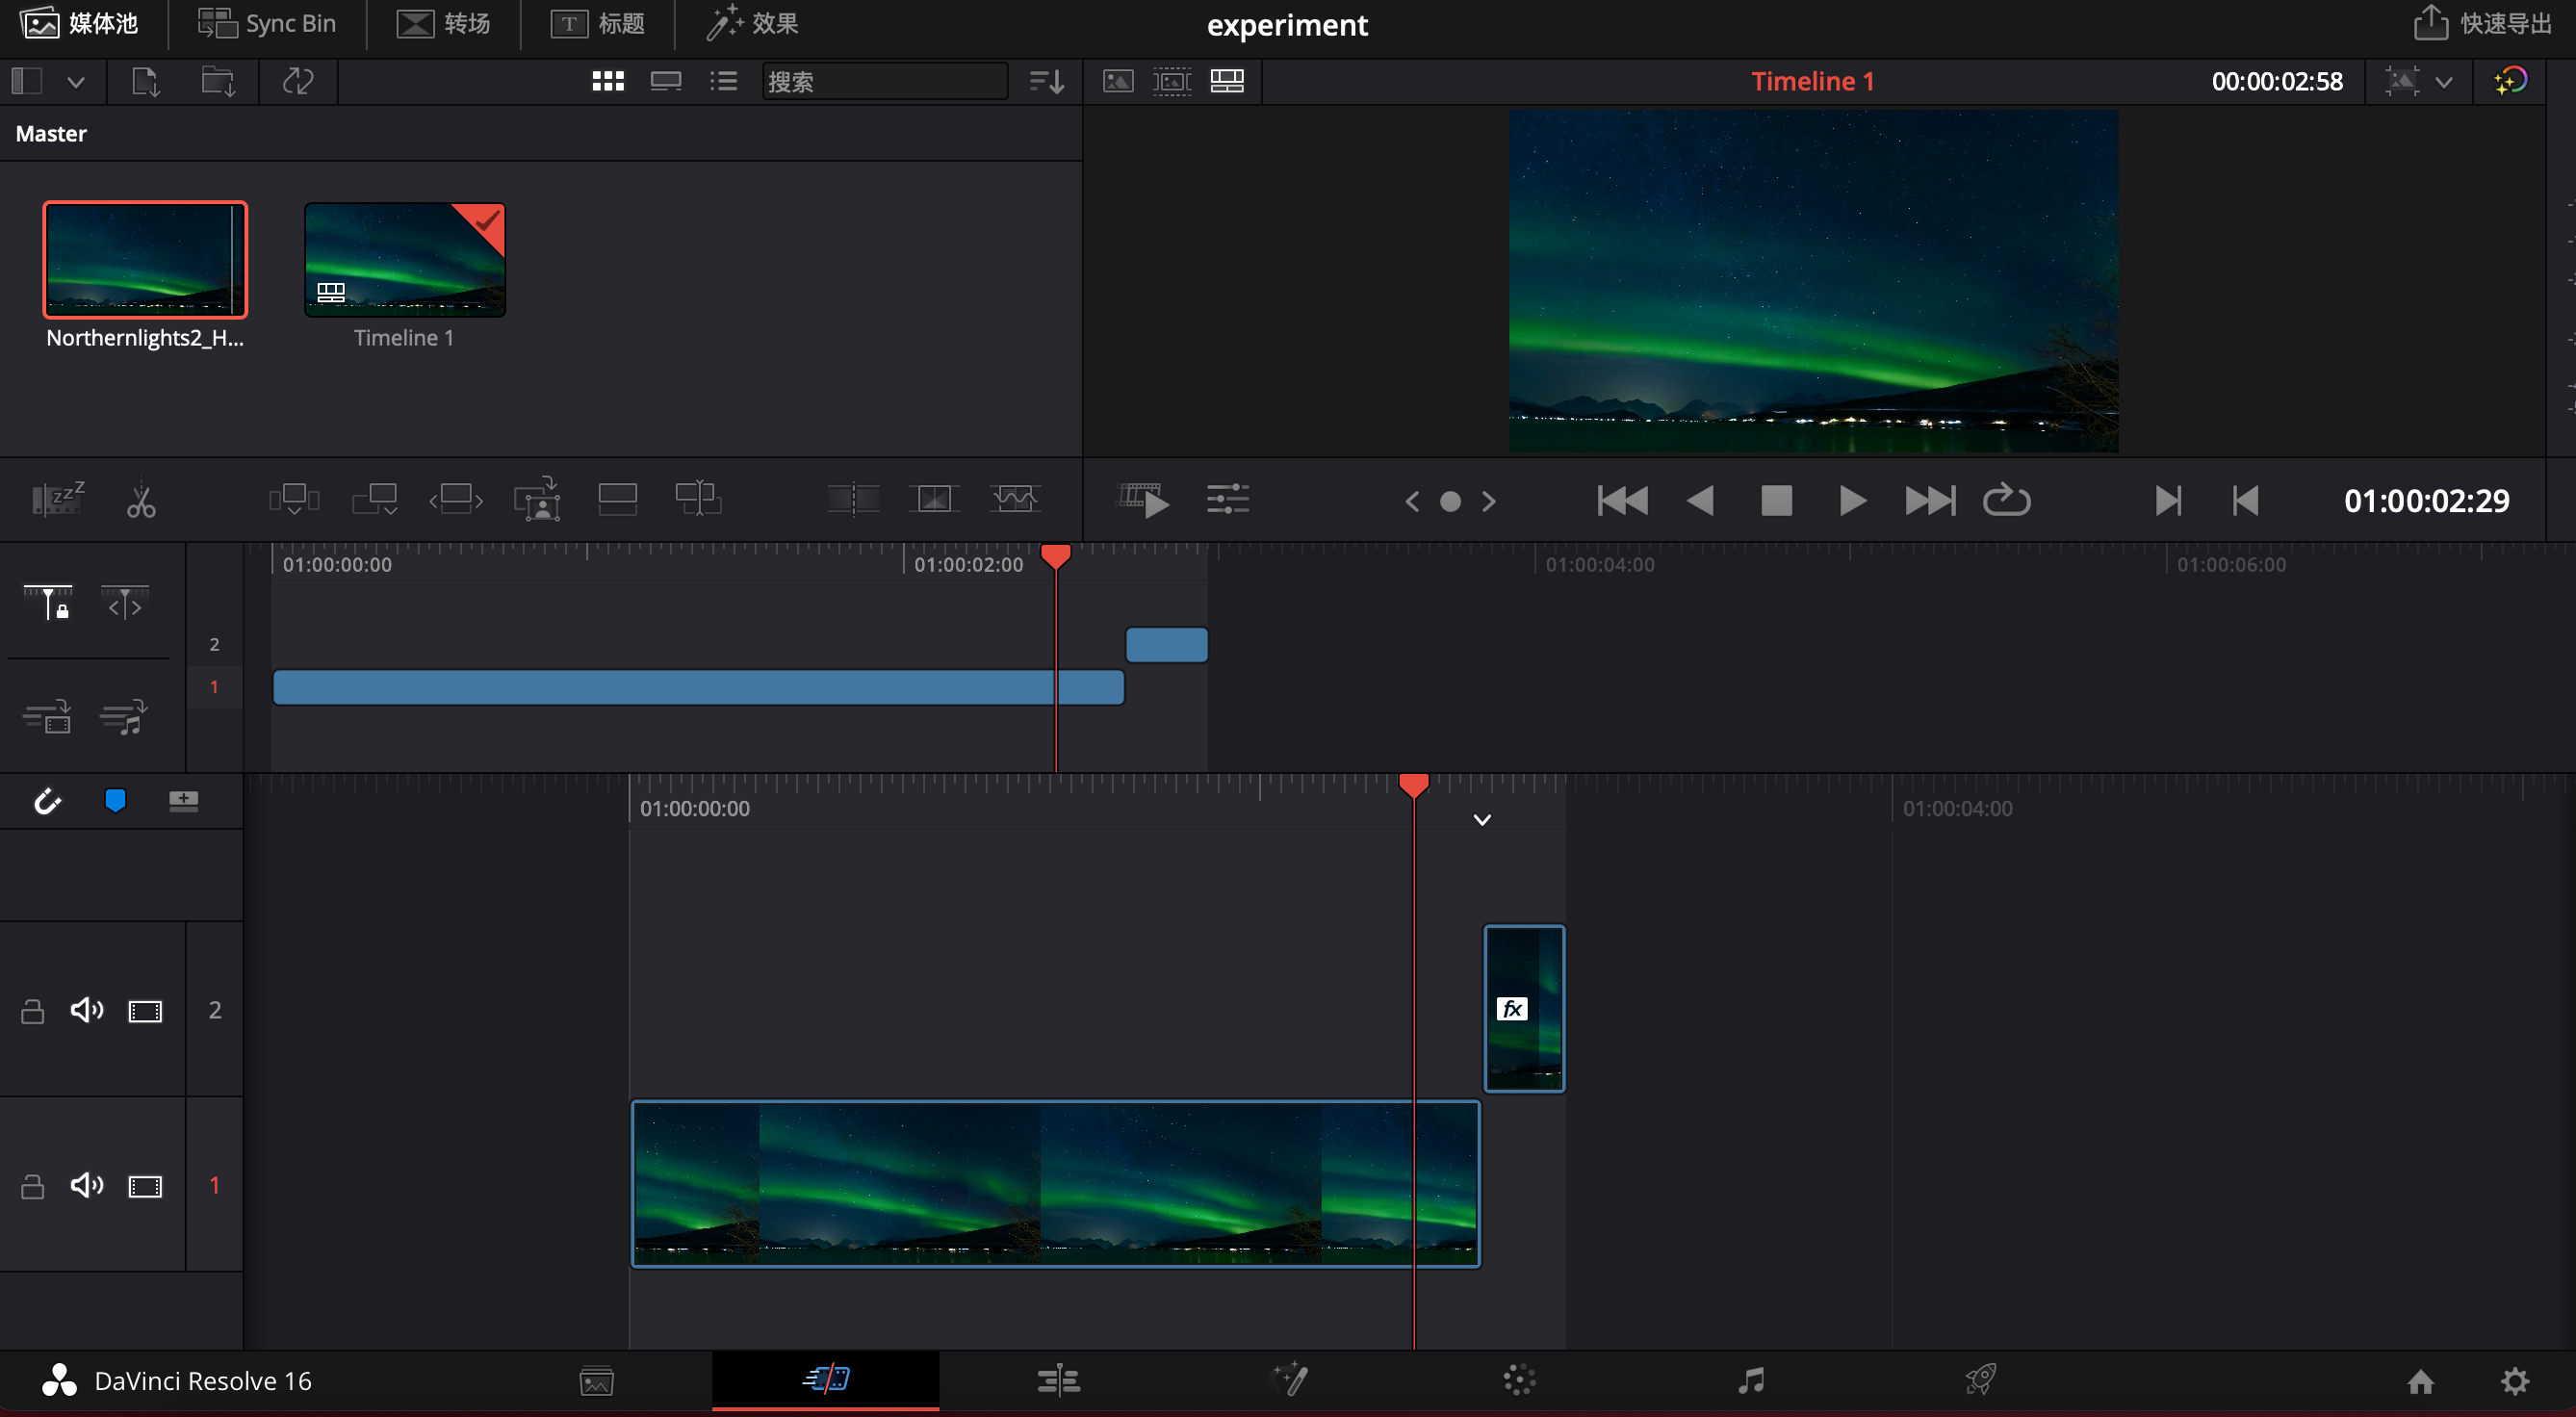 媒体池 Sync Bin 转场 T 标题 效果 experiment 快速导出
搜索 Timeline 1 00:00:02:58
Master
Northernlights2_H... Timeline 1
zzZ 01:00:02:29
01:00:00:00 01:00:02:00 01:00:04:00 01:00:06:00
2
1
01:00:00:00 01:00:04:00
2 fx
1
DaVinci Resolve 16